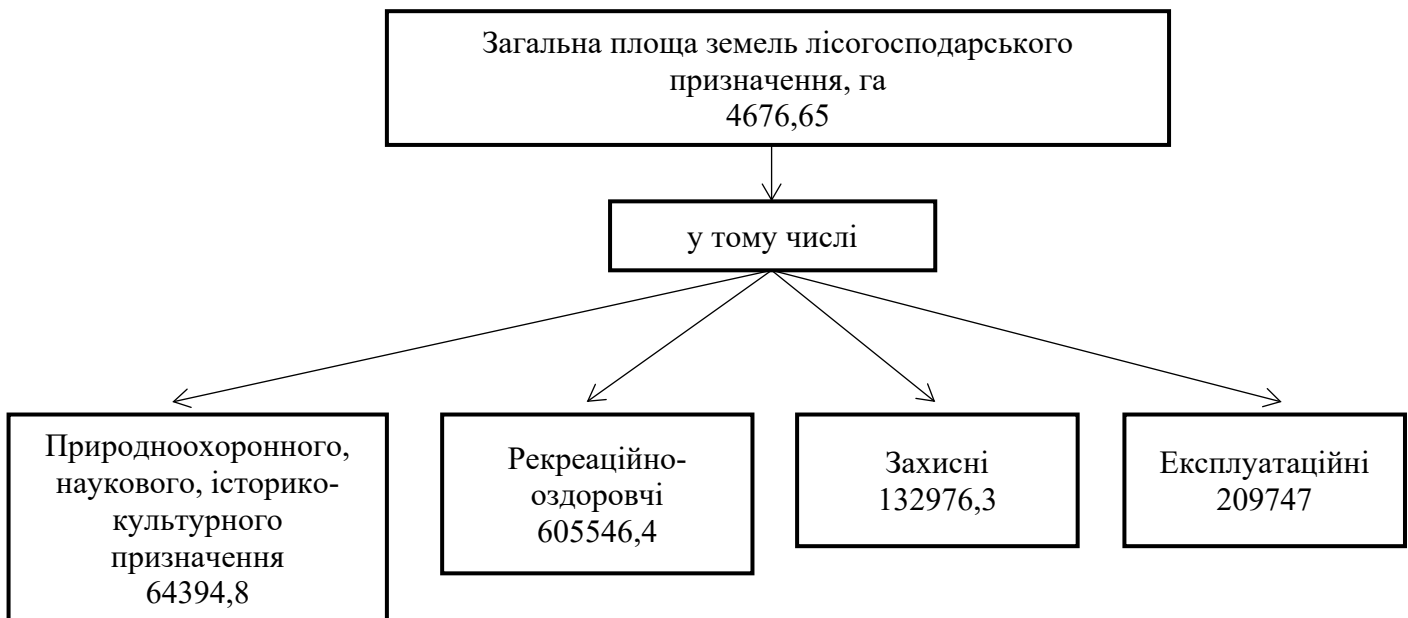 Загальна площа земель лісогосподарського
призначення, га
4676,65
у тому числі
Природноохоронного,
наукового, історико-
культурного
призначення
64394,8
Рекреаційно-
оздоровчі
605546,4
Захисні
132976,3
Експлуатаційні
209747